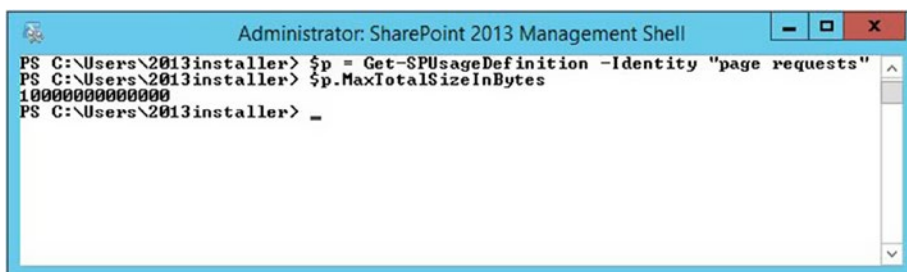 Administrator: SharePoint 2013 Management Shell
PS C:\Users\2013installer> $p = Get-SPUsageDefinition -Identity "page requests"
PS C:\Users\2013installer> $p.MaxTotalSizeInBytes
10000000000000
PS C:\Users\2013installer> _